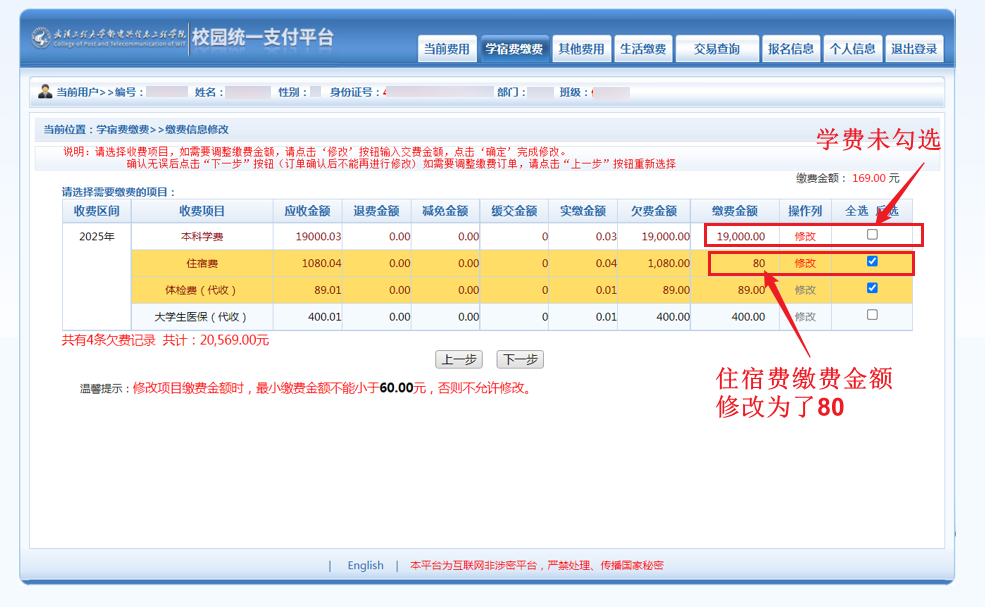 College of Post and Telecommunication of WIT
校园统一支付平台
当前费用 学宿费缴费 其他费用 生活缴费 交易查询 报名信息 个人信息 退出登录
当前用户>>编号： 姓名： 性别： 身份证号：4 部门： 班级：
当前位置：学宿费缴费>>缴费信息修改
学费未勾选
说明：请选择收费项目，如需要调整缴费金额，请点击‘修改’按钮输入交费金额，点击‘确定’完成修改。
确认无误后点击“下一步”按钮（订单确认后不能再进行修改）如需要调整缴费订单，请点击“上一步”按钮重新选择
缴费金额： 169.00 元
请选择需要缴费的项目：
收费区间 收费项目 应收金额 退费金额 减免金额 缓交金额 实缴金额 欠费金额 缴费金额 操作列 全选 反选
2025年 本科学费 19000.03 0.00 0.00 0 0.03 19,000.00 19,000.00 修改
住宿费 1080.04 0.00 0.00 0 0.04 1,080.00 80 修改
体检费（代收） 89.01 0.00 0.00 0 0.01 89.00 89.00 修改
大学生医保（代收） 400.01 0.00 0.00 0 0.01 400.00 400.00 修改
共有4条欠费记录 共计：20,569.00元
上一步 下一步
温馨提示：修改项目缴费金额时，最小缴费金额不能小于60.00元，否则不允许修改。
住宿费缴费金额
修改为了80
| English | 本平台为互联网非涉密平台，严禁处理、传播国家秘密